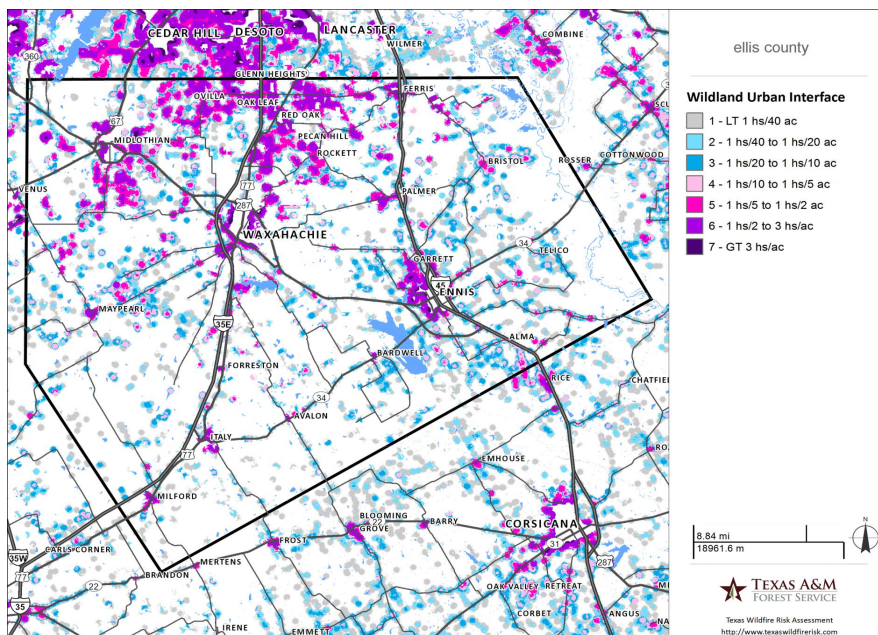 CEDAR HILL
DESOTO
LANCASTER
WILMER
COMBINE
360
GLENN HEIGHTS
FERRIS
OVILLA
OAK LEAF
RED OAK
67
PECAN HILL
MIDLOTHIAN
ROCKETT
BRISTOL
ROSSER
COTTONWOOD
VENUS
77
PALMER
287
WAXAHACHIE
34
TELICO
GARRETT
45
ENNIS
MAYPEARL
35E
ALMA
BARDWELL
FORRESTON
RICE
34
AVALON
ITALY
77
EMHOUSE
MILFORD
BLOOMING
GROVE
22
BARRY
CORSICANA
FROST
31
35W
CARLS CORNER
MERTENS
287
77
BRANDON
22
OAK VALLEY
RETREAT
35
CORBET
ANGUS
IRENE
EMMETT
ellis county
Wildland Urban Interface
1 - LT 1 hs/40 ac
2 - 1 hs/40 to 1 hs/20 ac
3 - 1 hs/20 to 1 hs/10 ac
4 - 1 hs/10 to 1 hs/5 ac
5 - 1 hs/5 to 1 hs/2 ac
6 - 1 hs/2 to 3 hs/ac
7 - GT 3 hs/ac
8.84 mi
18961.6 m
N
TEXAS A&M
FOREST SERVICE
Texas Wildfire Risk Assessment
http://www.texaswildfirerisk.com